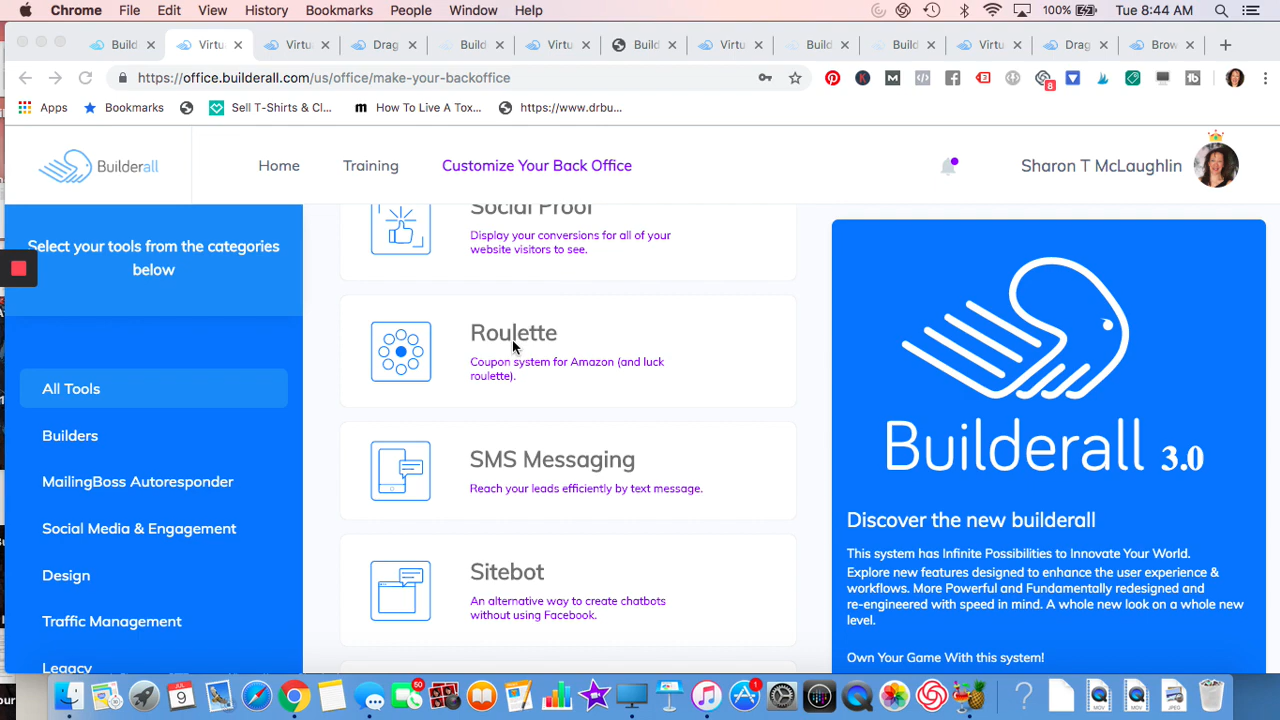 Chrome File Edit View History Bookmarks People Window Help 100% Tue 8:44 AM
Build Virtu Virtu Drag Build Virtu Build Virtu Build Build Virtu Drag Brow
https://office.builderall.com/us/office/make-your-backoffice
8
Apps Bookmarks Sell T-Shirts & Cl... How To Live A Tox... https://www.drbu...
Builderall Home Training Customize Your Back Office Sharon T McLaughlin
Select your tools from the categories
below
All Tools
Builders
MailingBoss Autoresponder
Social Media & Engagement
Design
Traffic Management
Legacy
Social Proof
Display your conversions for all of your
website visitors to see.
Roulette
Coupon system for Amazon (and luck
roulette).
SMS Messaging
Reach your leads efficiently by text message.
Sitebot
An alternative way to create chatbots
without using Facebook.
Builderall 3.0
Discover the new builderall
This system has Infinite Possibilities to Innovate Your World.
Explore new features designed to enhance the user experience &
workflows. More Powerful and Fundamentally redesigned and
re-engineered with speed in mind. A whole new look on a whole new
level.
Own Your Game With this system!
9
50
1